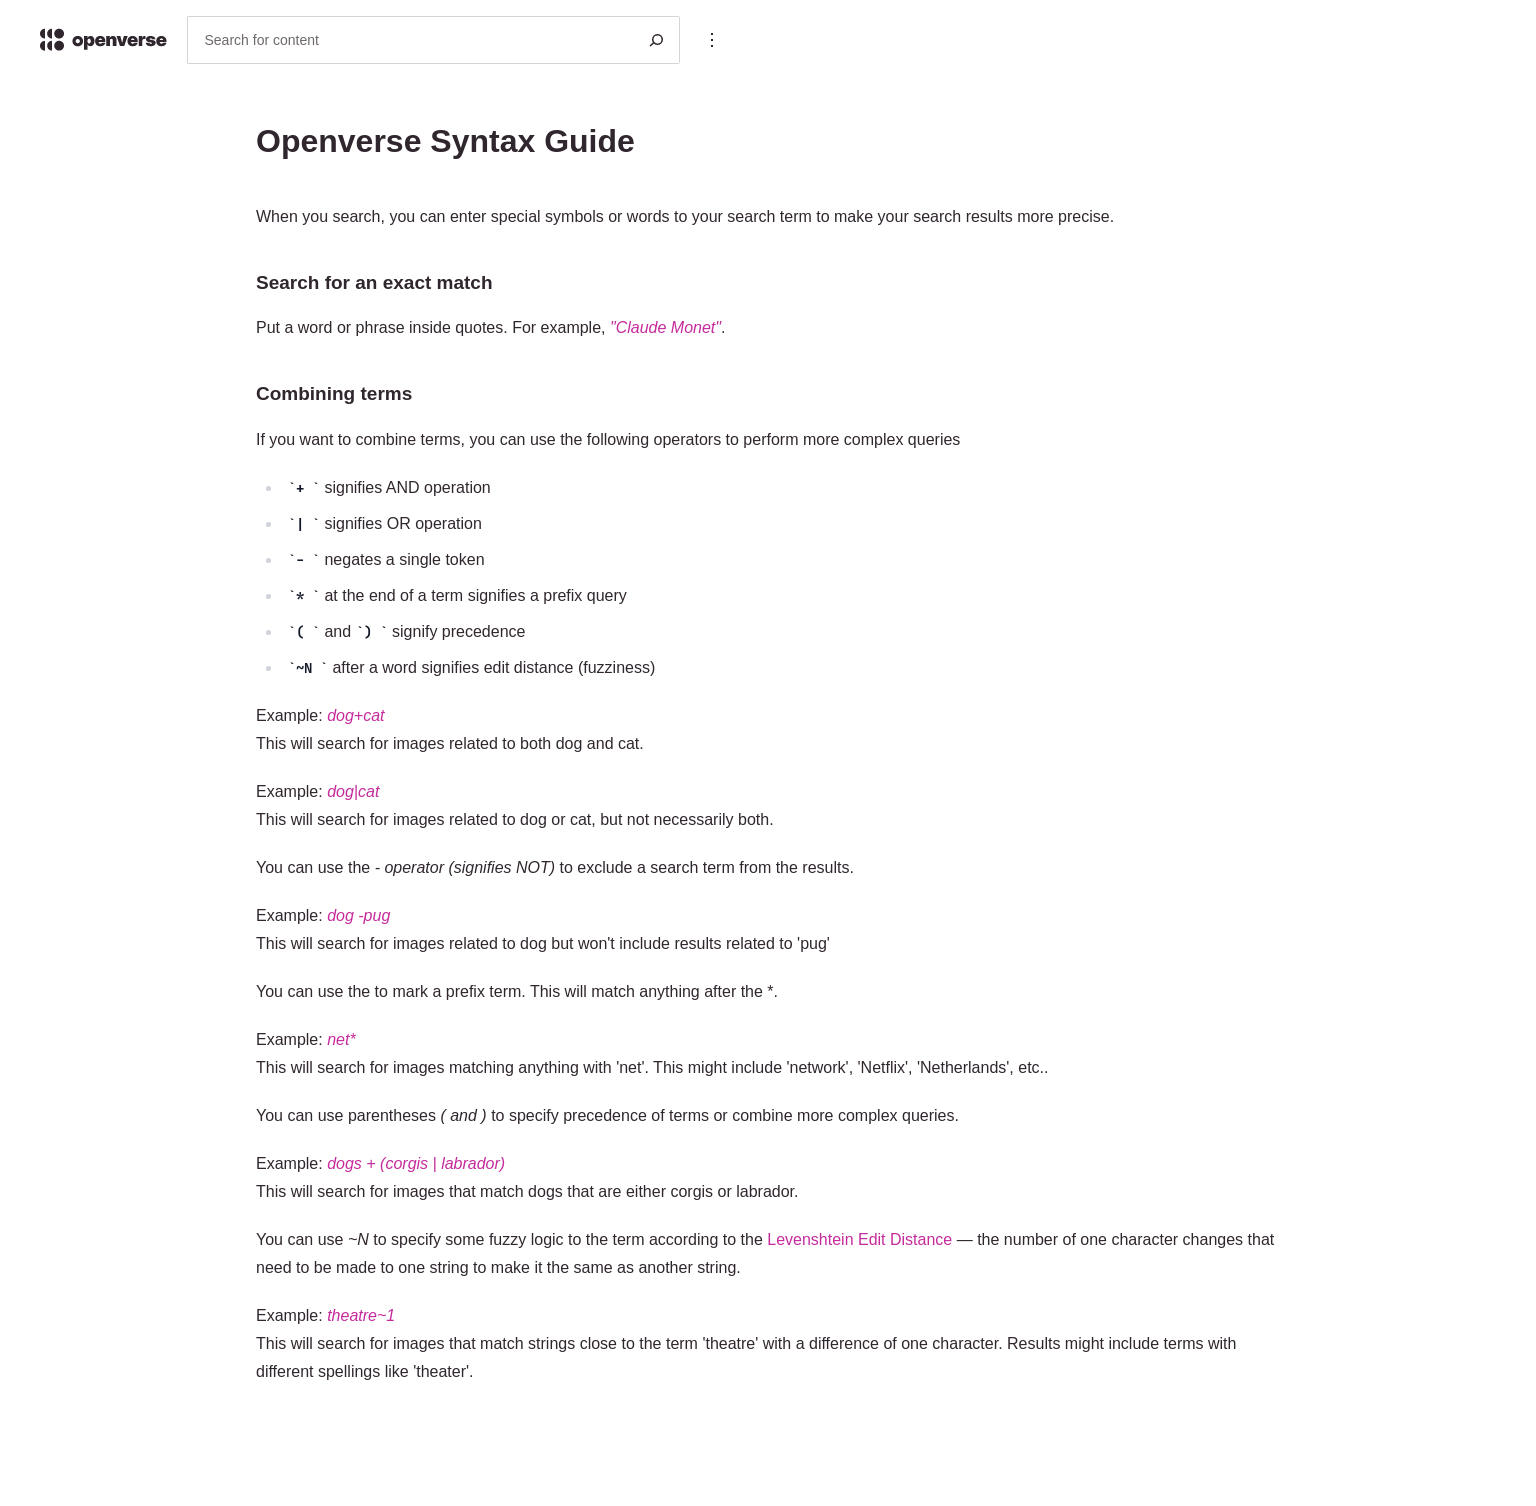 openverse
Search for content
Openverse Syntax Guide
When you search, you can enter special symbols or words to your search term to make your search results more precise.
Search for an exact match
Put a word or phrase inside quotes. For example, "Claude Monet".
Combining terms
If you want to combine terms, you can use the following operators to perform more complex queries
`+ ` signifies AND operation
`| ` signifies OR operation
`- ` negates a single token
`* ` at the end of a term signifies a prefix query
`( ` and `) ` signify precedence
`~N ` after a word signifies edit distance (fuzziness)
Example: dog+cat
This will search for images related to both dog and cat.
Example: dog|cat
This will search for images related to dog or cat, but not necessarily both.
You can use the - operator (signifies NOT) to exclude a search term from the results.
Example: dog -pug
This will search for images related to dog but won't include results related to 'pug'
You can use the to mark a prefix term. This will match anything after the *.
Example: net*
This will search for images matching anything with 'net'. This might include 'network', 'Netflix', 'Netherlands', etc..
You can use parentheses ( and ) to specify precedence of terms or combine more complex queries.
Example: dogs + (corgis | labrador)
This will search for images that match dogs that are either corgis or labrador.
You can use ~N to specify some fuzzy logic to the term according to the Levenshtein Edit Distance — the number of one character changes that
need to be made to one string to make it the same as another string.
Example: theatre~1
This will search for images that match strings close to the term 'theatre' with a difference of one character. Results might include terms with
different spellings like 'theater'.